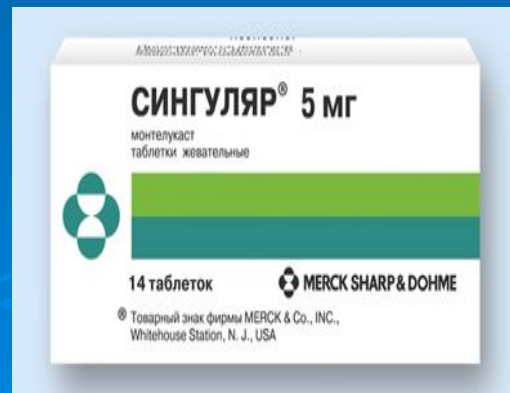 СИНГУЛЯР® 5 мг
монтелукаст
таблетки жевательные
14 таблеток
MERCK SHARP & DOHME
® Товарный знак фирмы MERCK & Co., INC.,
Whitehouse Station, N. J., USA